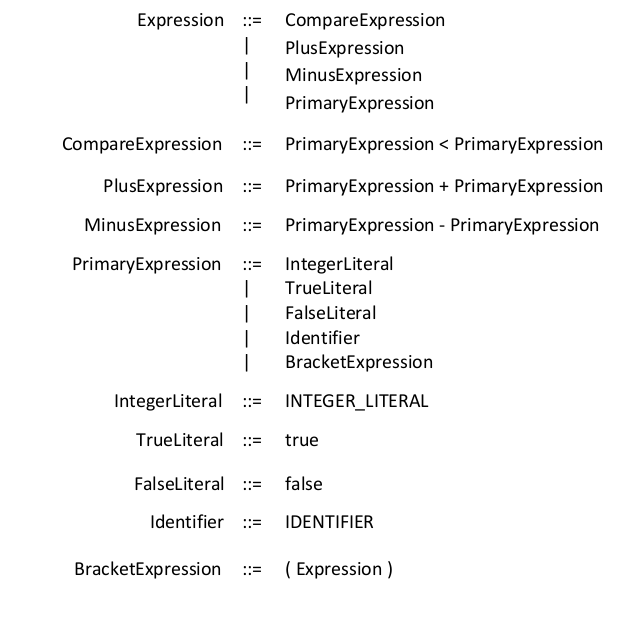 Expression ::= CompareExpression
| PlusExpression
| MinusExpression
| PrimaryExpression
CompareExpression ::= PrimaryExpression < PrimaryExpression
PlusExpression ::= PrimaryExpression + PrimaryExpression
MinusExpression ::= PrimaryExpression - PrimaryExpression
PrimaryExpression ::= IntegerLiteral
| TrueLiteral
| FalseLiteral
| Identifier
| BracketExpression
IntegerLiteral ::= INTEGER_LITERAL
TrueLiteral ::= true
FalseLiteral ::= false
Identifier ::= IDENTIFIER
BracketExpression ::= ( Expression )